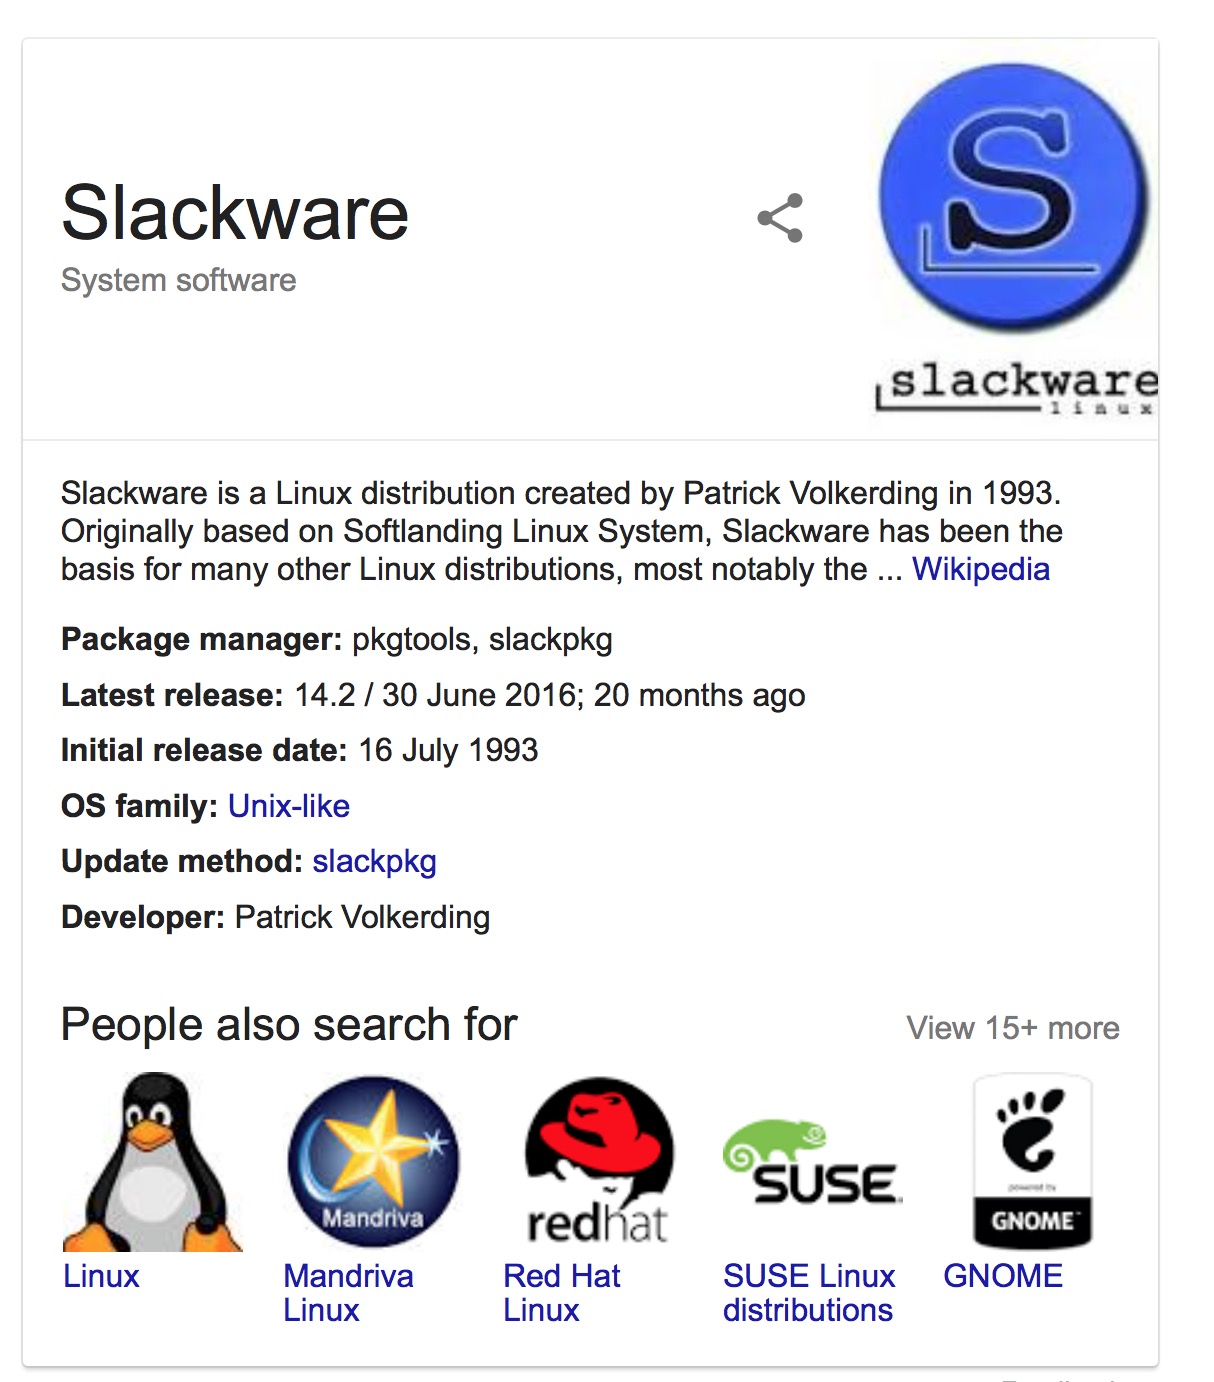 Slackware
System software
S
slackware
linux
Slackware is a Linux distribution created by Patrick Volkerding in 1993.
Originally based on Softlanding Linux System, Slackware has been the
basis for many other Linux distributions, most notably the ... Wikipedia
Package manager: pkgtools, slackpkg
Latest release: 14.2 / 30 June 2016; 20 months ago
Initial release date: 16 July 1993
OS family: Unix-like
Update method: slackpkg
Developer: Patrick Volkerding
People also search for
View 15+ more
Mandriva
redhat
SUSE
powered by
GNOME™
Linux
Mandriva
Linux
Red Hat
Linux
SUSE Linux
distributions
GNOME